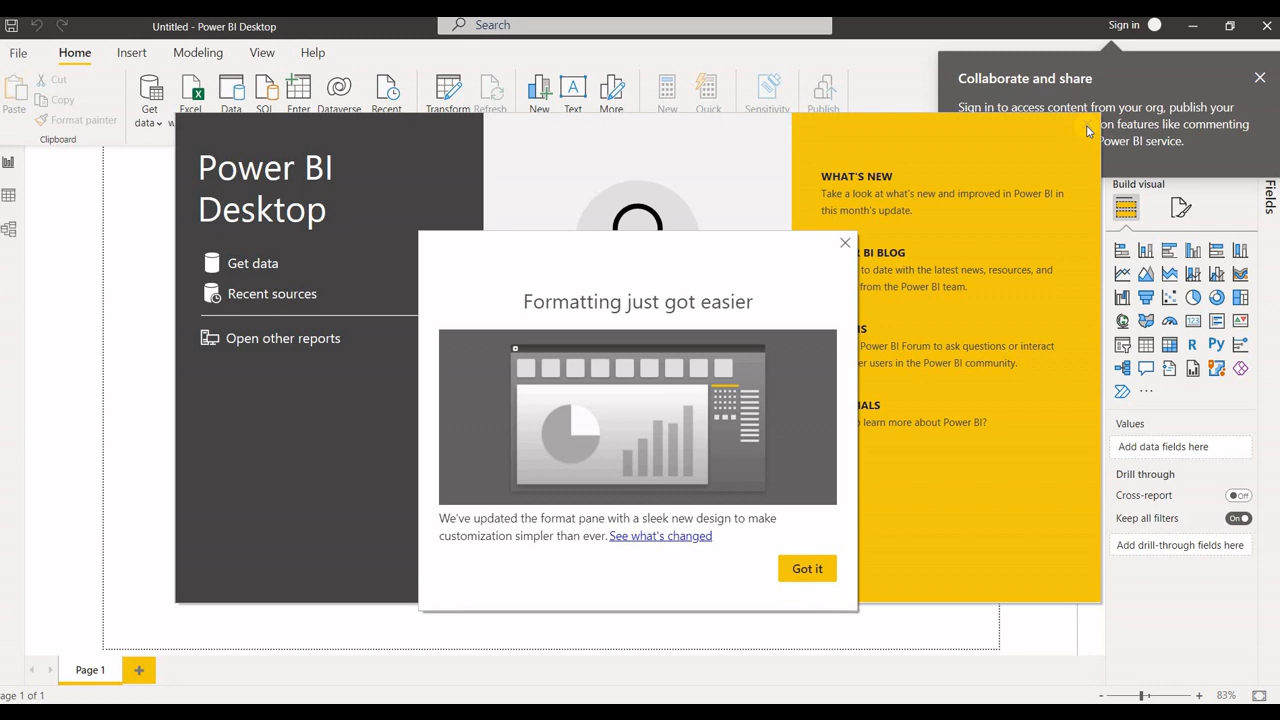 Untitled - Power BI Desktop
Search
Sign in
File
Home
Insert
Modeling
View
Help
Paste
Cut
Copy
Format painter
Clipboard
Get
data
Excel
Data
SQL
Enter
Dataverse
Recent
Transform
Refresh
New
Text
More
New
Quick
Sensitivity
Publish
Collaborate and share
Sign in to access content from your org, publish your
on features like commenting
Power BI service.
Power BI
Desktop
Get data
Recent sources
Open other reports
WHAT'S NEW
Take a look at what's new and improved in Power BI in
this month's update.
BI BLOG
to date with the latest news, resources, and
from the Power BI team.
Power BI Forum to ask questions or interact
users in the Power BI community.
learn more about Power BI?
Formatting just got easier
We've updated the format pane with a sleek new design to make
customization simpler than ever. See what's changed
Got it
Build visual
Fields
R
Py
123
Values
Add data fields here
Drill through
Cross-report
Off
Keep all filters
On
Add drill-through fields here
Page 1
age 1 of 1
83%